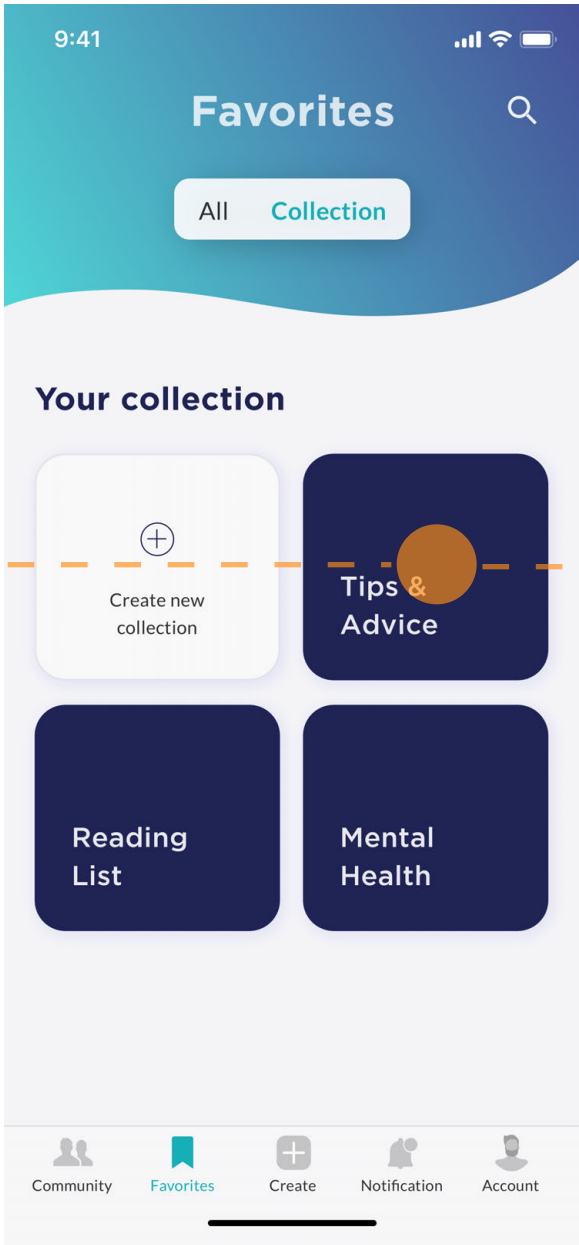 9:41
Favorites
All Collection
Your collection
Create new
collection
Tips &
Advice
Reading
List
Mental
Health
Community Favorites Create Notification Account